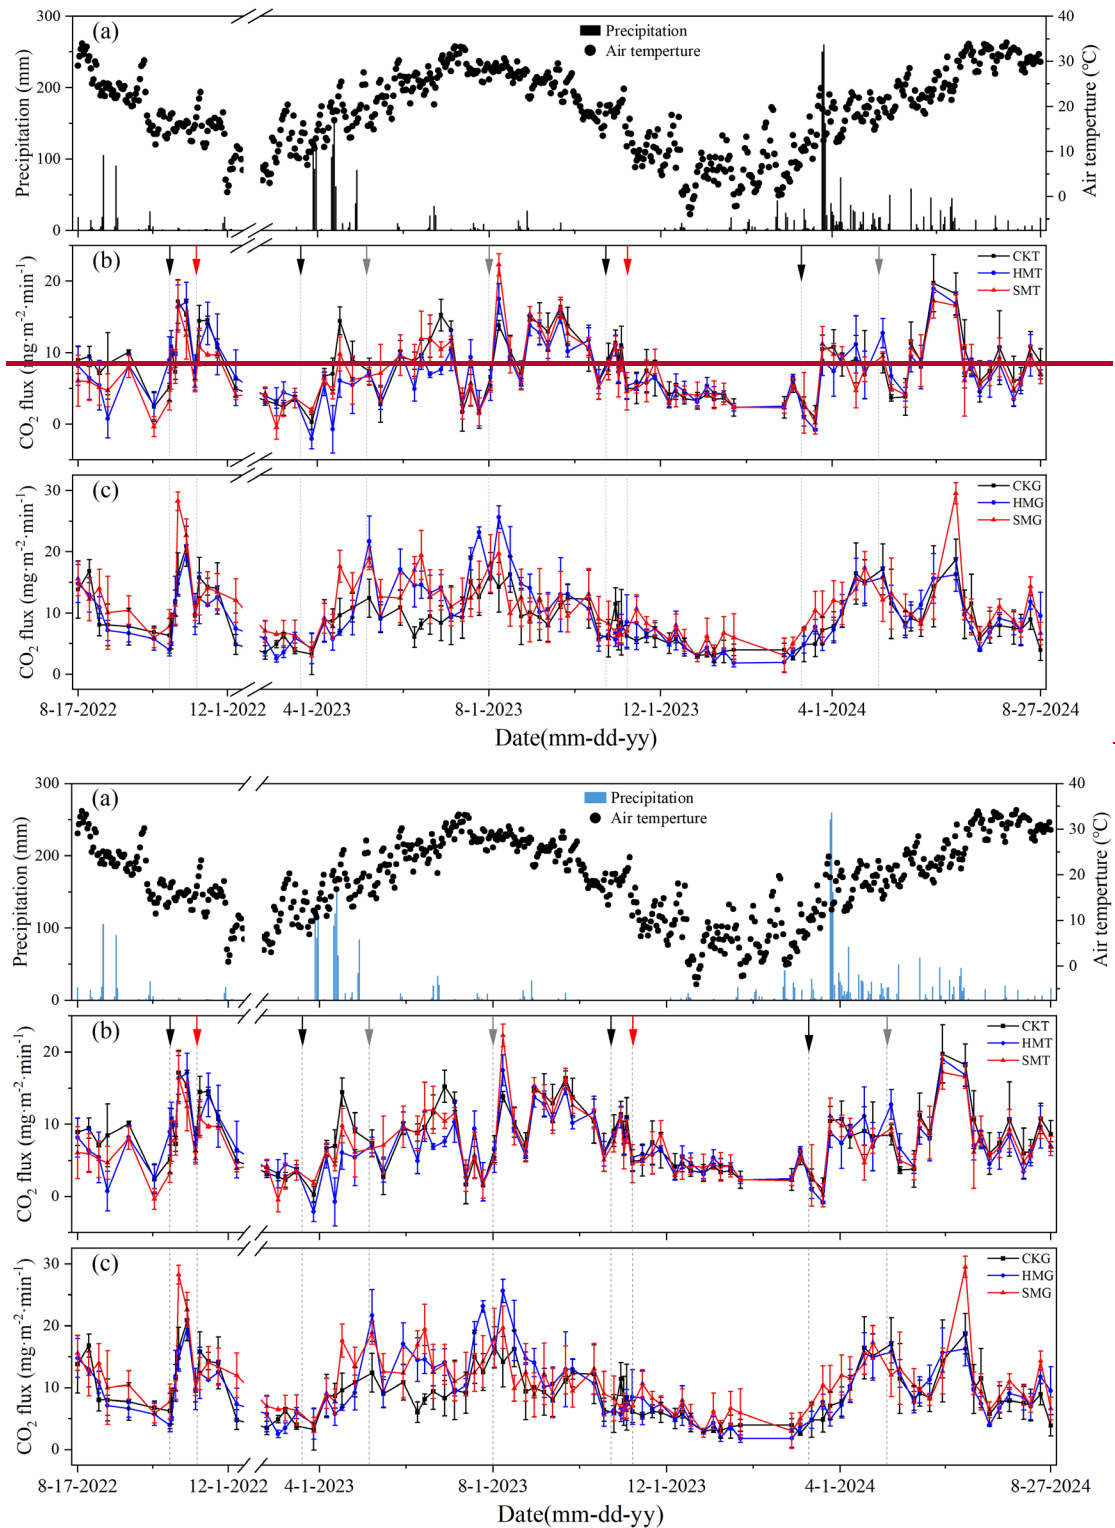 (a)
Precipitation
Air temperture
300
200
100
0
Precipitation (mm)
40
30
20
10
0
Air temperture (℃)
(b)
CKT
HMT
SMT
20
10
0
CO₂ flux (mg·m⁻²·min⁻¹)
(c)
CKG
HMG
SMG
30
20
10
0
CO₂ flux (mg·m⁻²·min⁻¹)
8-17-2022 12-1-2022 4-1-2023 8-1-2023 12-1-2023 4-1-2024 8-27-2024
Date(mm-dd-yy)
(a)
Precipitation
Air temperture
300
200
100
0
Precipitation (mm)
40
30
20
10
0
Air temperture (℃)
(b)
CKT
HMT
SMT
20
10
0
CO₂ flux (mg·m⁻²·min⁻¹)
(c)
CKG
HMG
SMG
30
20
10
0
CO₂ flux (mg·m⁻²·min⁻¹)
8-17-2022 12-1-2022 4-1-2023 8-1-2023 12-1-2023 4-1-2024 8-27-2024
Date(mm-dd-yy)